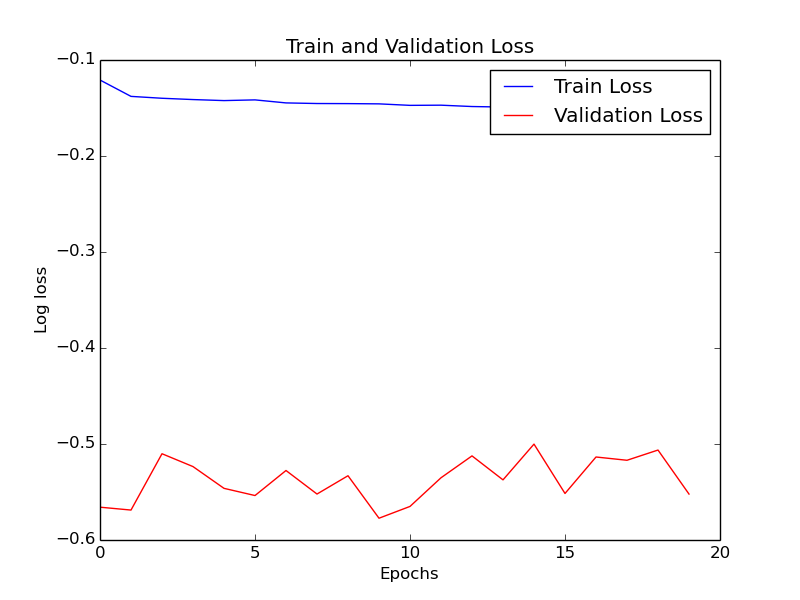 Train and Validation Loss
−0.1
Train Loss
Validation Loss
−0.2
−0.3
Log loss
−0.4
−0.5
−0.6
0 5 10 15 20
Epochs